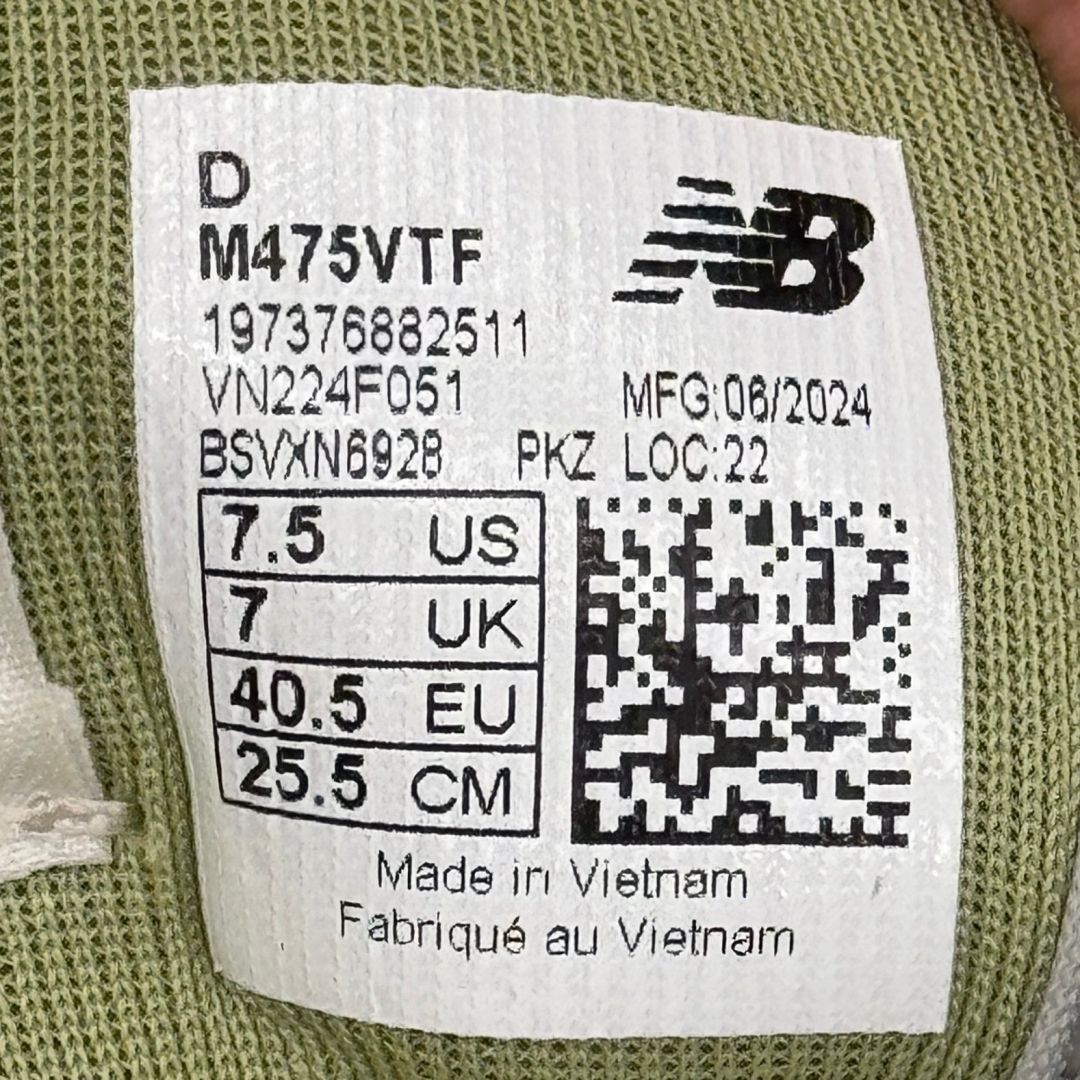 D
M475VTF
NB
197376882511
VN224F051 MFG:06/2024
BSVXN6928 PKZ LOC:22
7.5 US
7 UK
40.5 EU
25.5 CM
Made in Vietnam
Fabriqué au Vietnam